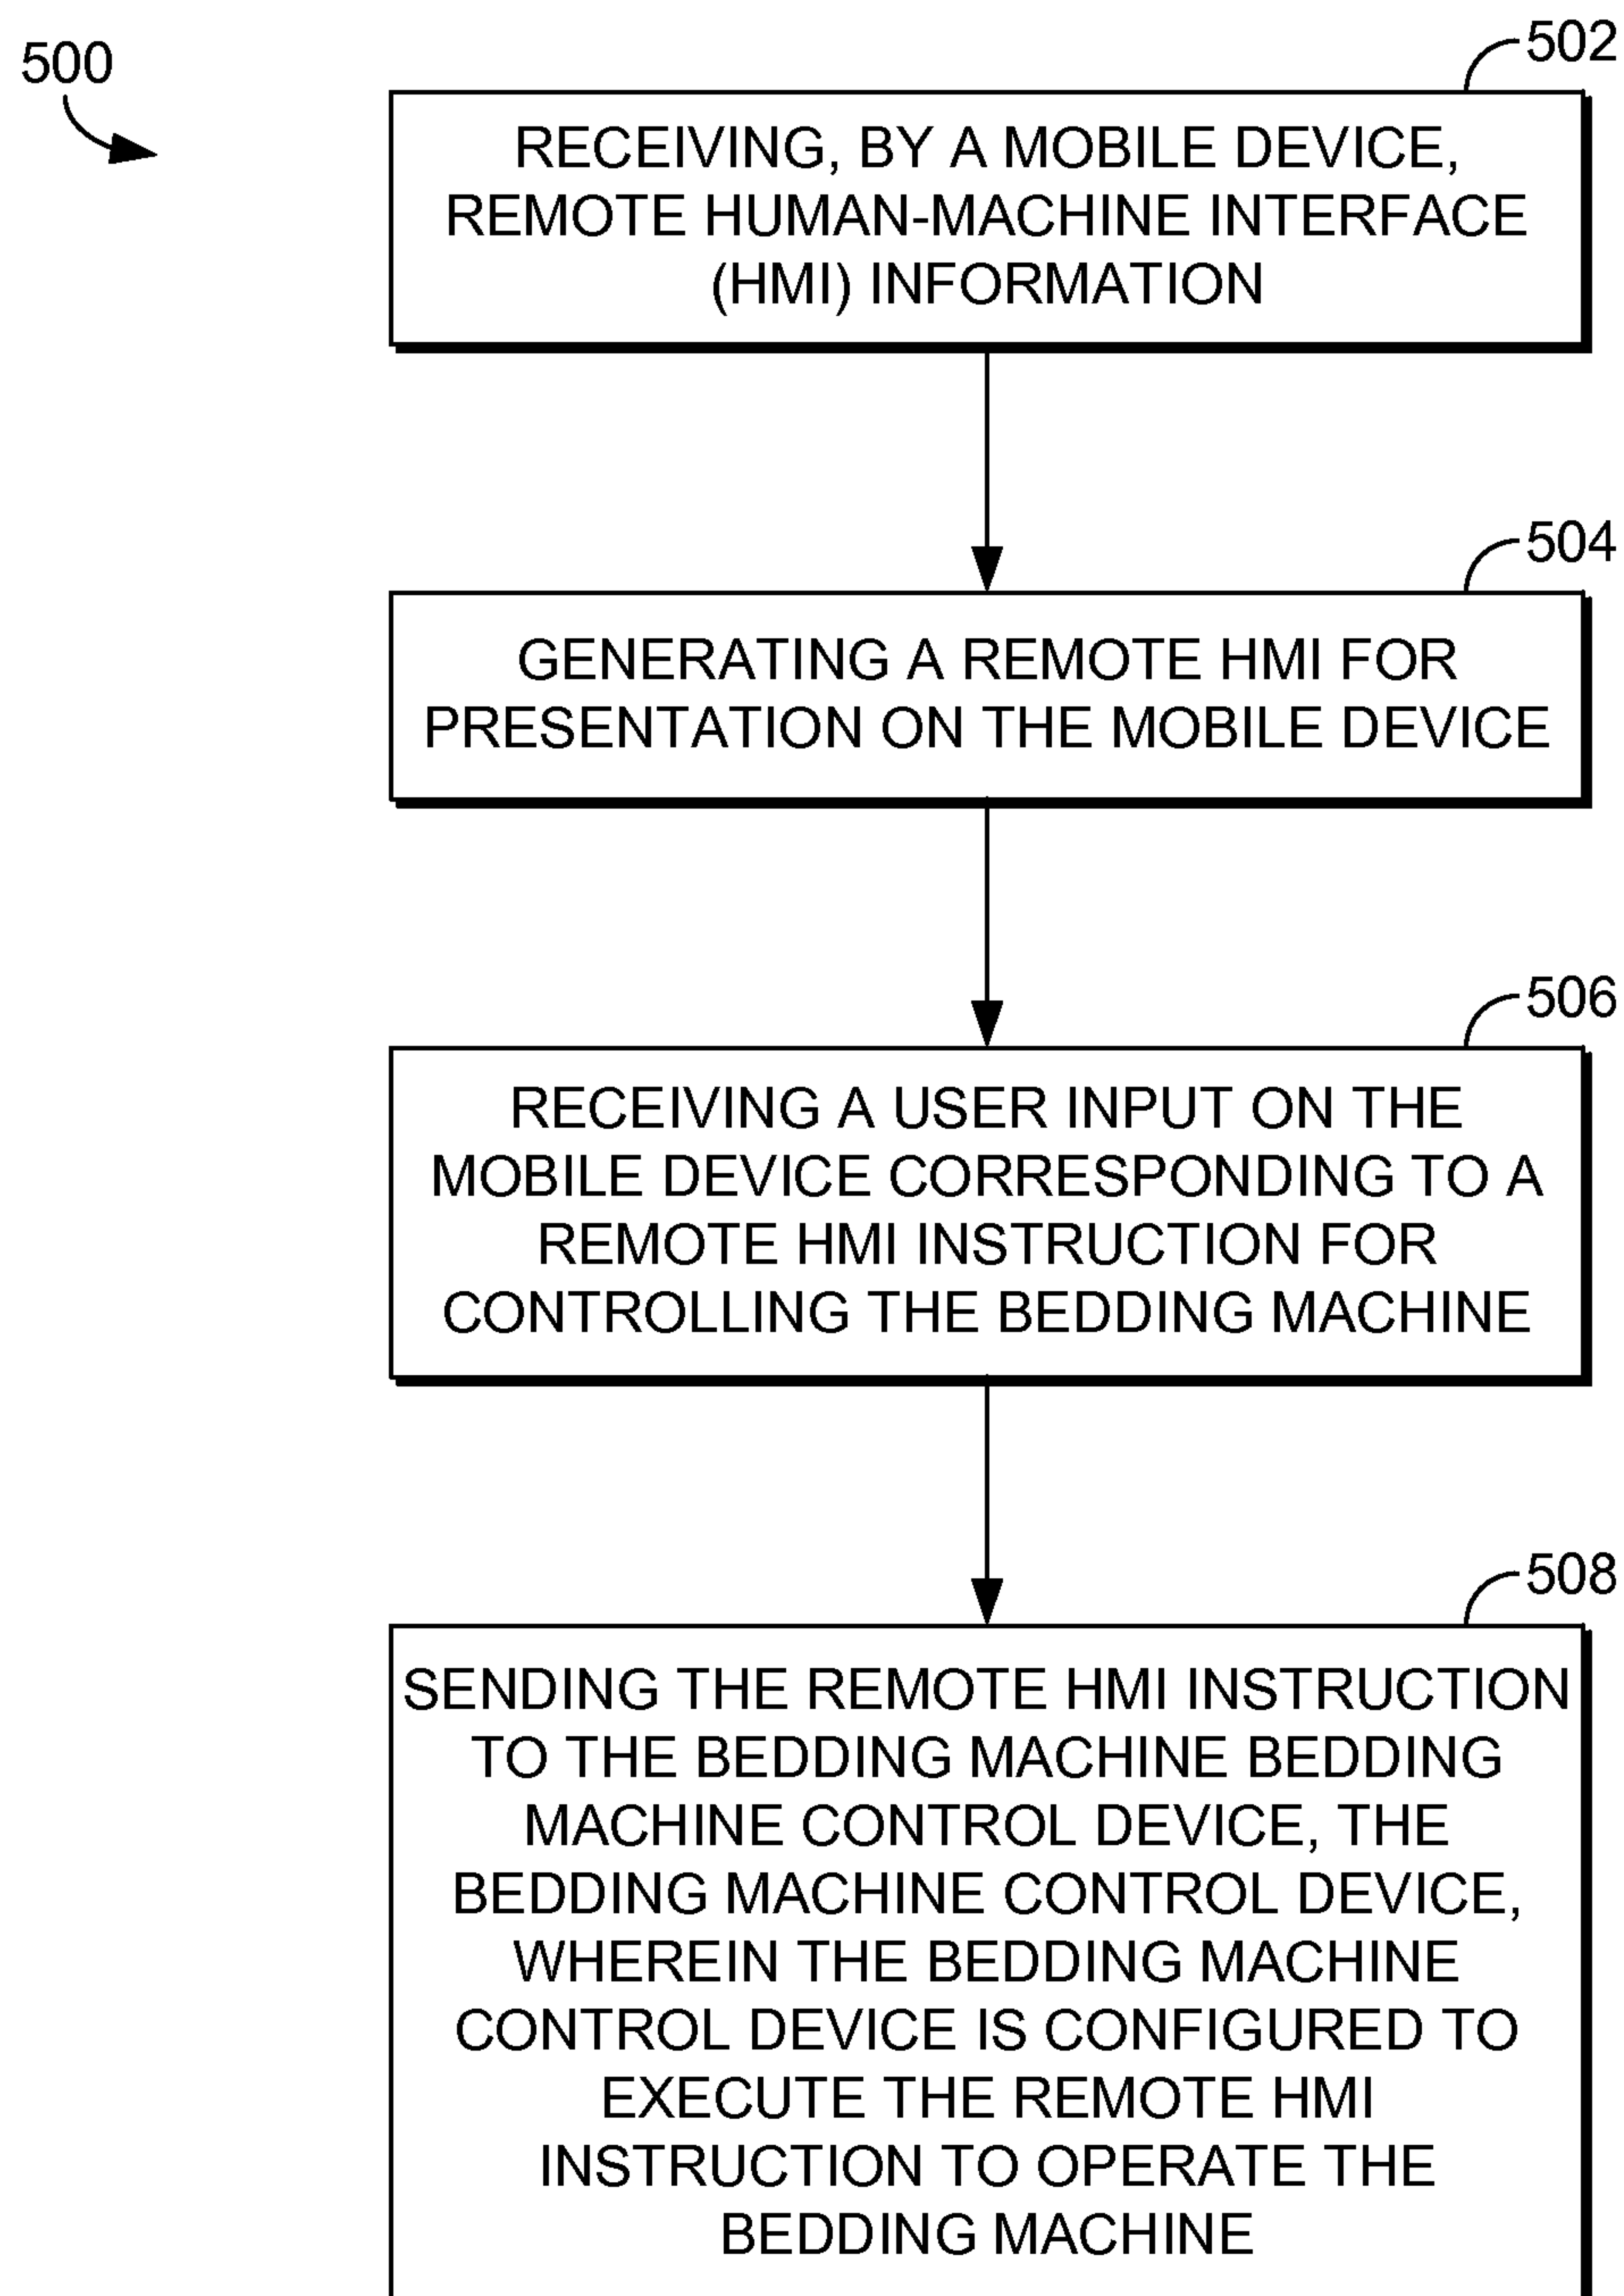 500
502
RECEIVING, BY A MOBILE DEVICE,
REMOTE HUMAN-MACHINE INTERFACE
(HMI) INFORMATION
504
GENERATING A REMOTE HMI FOR
PRESENTATION ON THE MOBILE DEVICE
506
RECEIVING A USER INPUT ON THE
MOBILE DEVICE CORRESPONDING TO A
REMOTE HMI INSTRUCTION FOR
CONTROLLING THE BEDDING MACHINE
508
SENDING THE REMOTE HMI INSTRUCTION
TO THE BEDDING MACHINE BEDDING
MACHINE CONTROL DEVICE, THE
BEDDING MACHINE CONTROL DEVICE,
WHEREIN THE BEDDING MACHINE
CONTROL DEVICE IS CONFIGURED TO
EXECUTE THE REMOTE HMI
INSTRUCTION TO OPERATE THE
BEDDING MACHINE